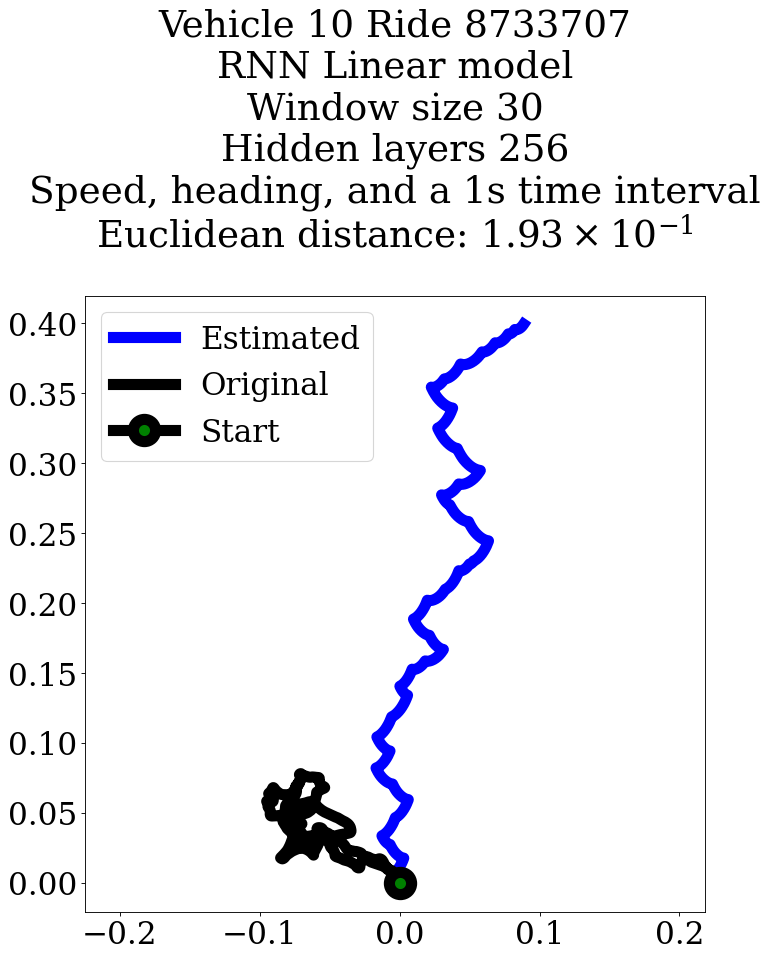 Vehicle 10 Ride 8733707
RNN Linear model
Window size 30
Hidden layers 256
Speed, heading, and a 1s time interval
Euclidean distance: 1.93 × 10⁻¹
Estimated
Original
Start
0.40
0.35
0.30
0.25
0.20
0.15
0.10
0.05
0.00
−0.2 −0.1 0.0 0.1 0.2